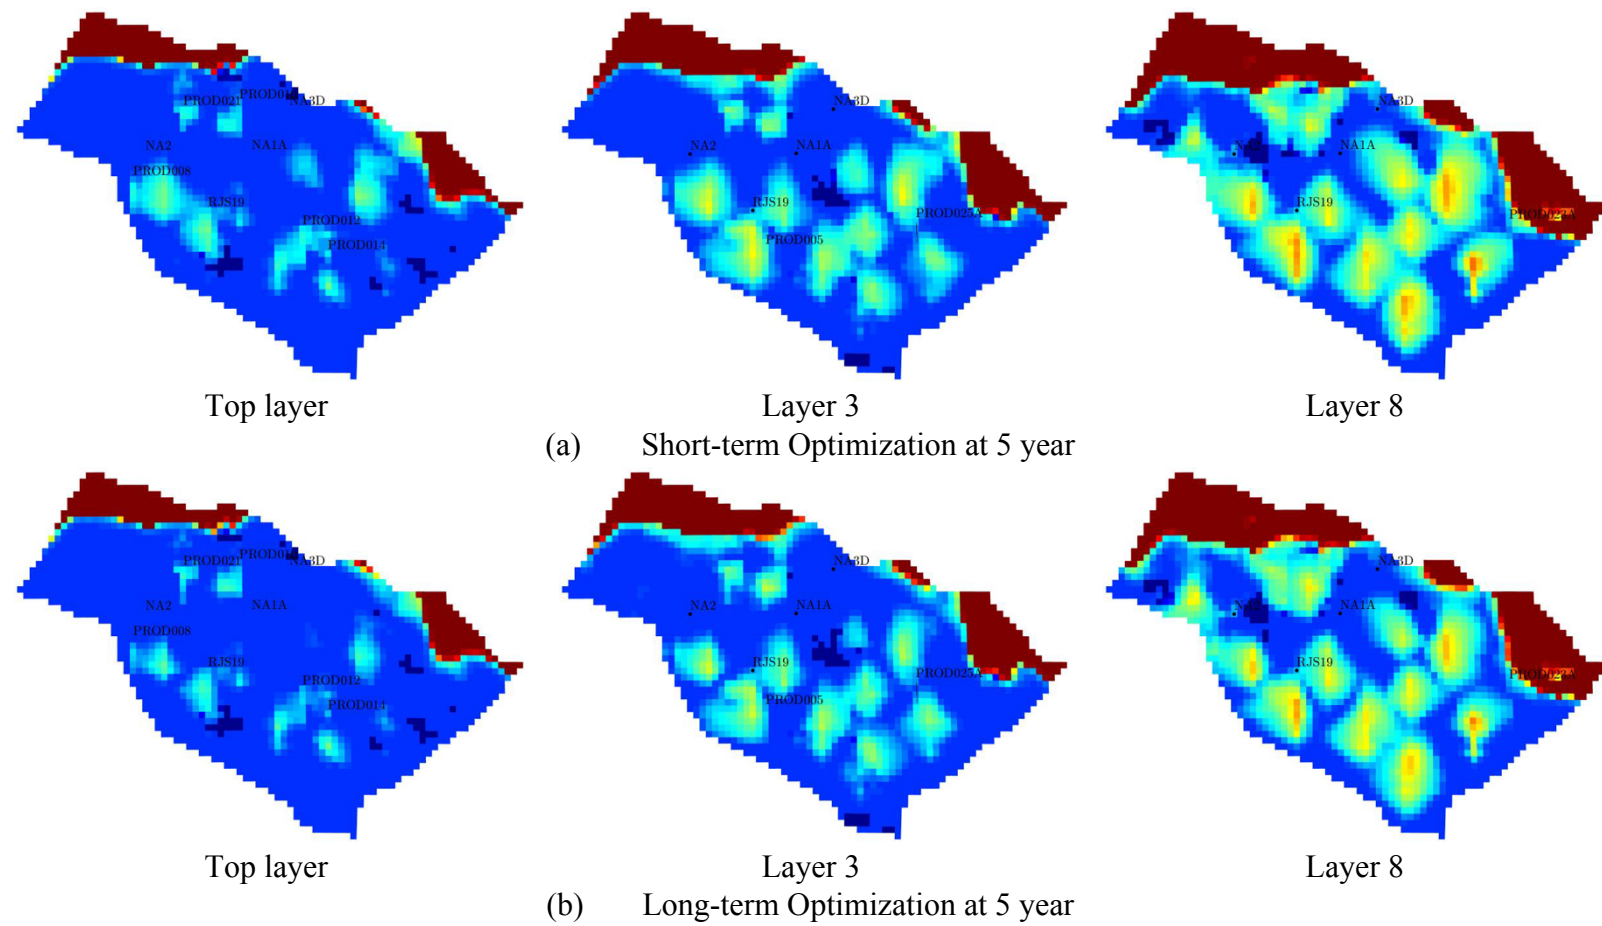 PROD021 NA3D
NA2 NA1A
PROD008
RJS19
PROD012
PROD014
NA3D
NA2 NA1A
RJS19
PROD025A
PROD005
NA3D
NA2 NA1A
RJS19
PROD023A
Top layer Layer 3 Layer 8
(a) Short-term Optimization at 5 year
PROD021 NA3D
NA2 NA1A
PROD008
RJS19
PROD012
PROD014
NA3D
NA2 NA1A
RJS19
PROD025A
PROD005
NA3D
NA1A
RJS19
PROD023A
Top layer Layer 3 Layer 8
(b) Long-term Optimization at 5 year